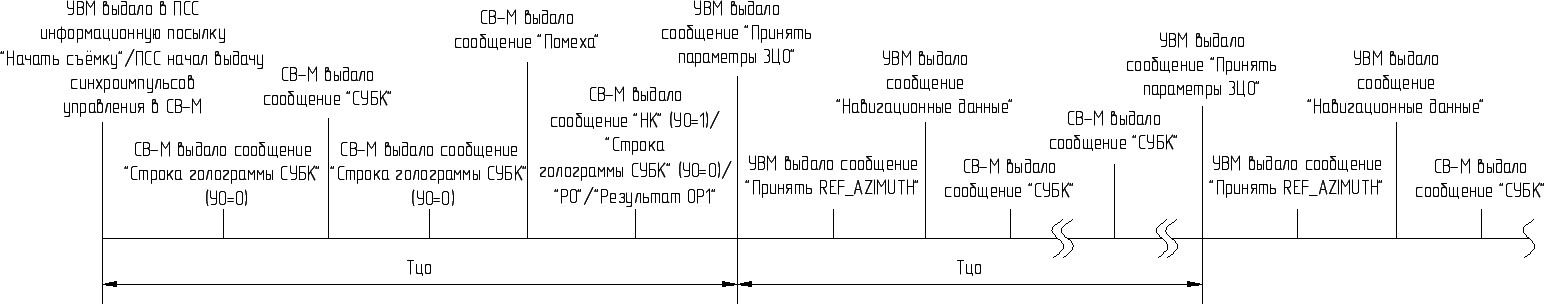 УВМ выдало в ПСС
информационную посылку
"Начать съёмку"/ПСС начал выдачу
синхроимпульсов
управления в СВ-М
СВ-М выдало сообщение
"Строка голограммы СУБК"
(УО=0)
СВ-М выдало
сообщение "СУБК"
СВ-М выдало сообщение
"Строка голограммы СУБК"
(УО=0)
СВ-М выдало
сообщение "Помеха"
СВ-М выдало
сообщение "НК" (УО=1)/
"Строка
голограммы СУБК" (УО=0)/
"РО"/"Результат ОР1"
УВМ выдало
сообщение "Принять
параметры ЗЦО"
УВМ выдало сообщение
"Принять REF_AZIMUTH"
УВМ выдало
сообщение
"Навигационные данные"
СВ-М выдало
сообщение "СУБК"
СВ-М выдало
сообщение "СУБК"
УВМ выдало
сообщение "Принять
параметры ЗЦО"
УВМ выдало сообщение
"Принять REF_AZIMUTH"
УВМ выдало
сообщение
"Навигационные данные"
СВ-М выдало
сообщение "СУБК"
Тцо
Тцо